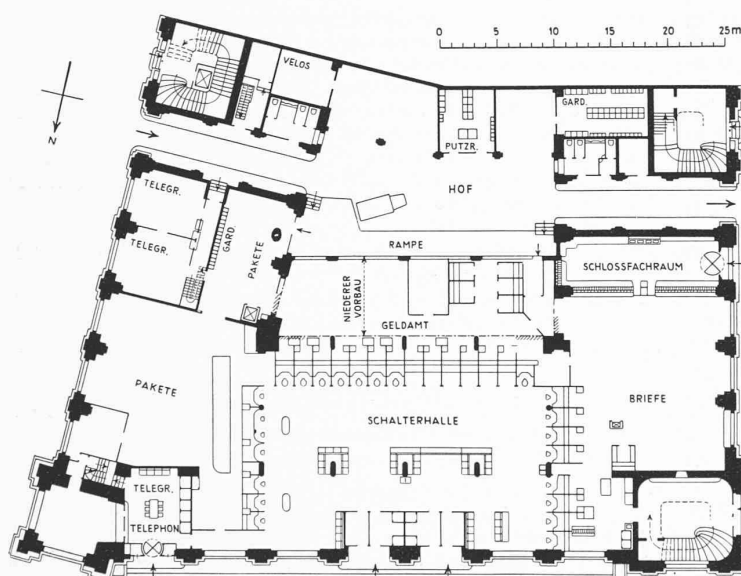 0 5 10 15 20 25 m
VELOS
GARD.
PUTZR.
N
HOF
TELEGR.
GARD.
PAKETE
TELEGR.
RAMPE
SCHLOSSFACHRAUM
NIEDERER
VORBAU
GELDAMT
PAKETE
BRIEFE
SCHALTERHALLE
TELEGR.
TELEPHON